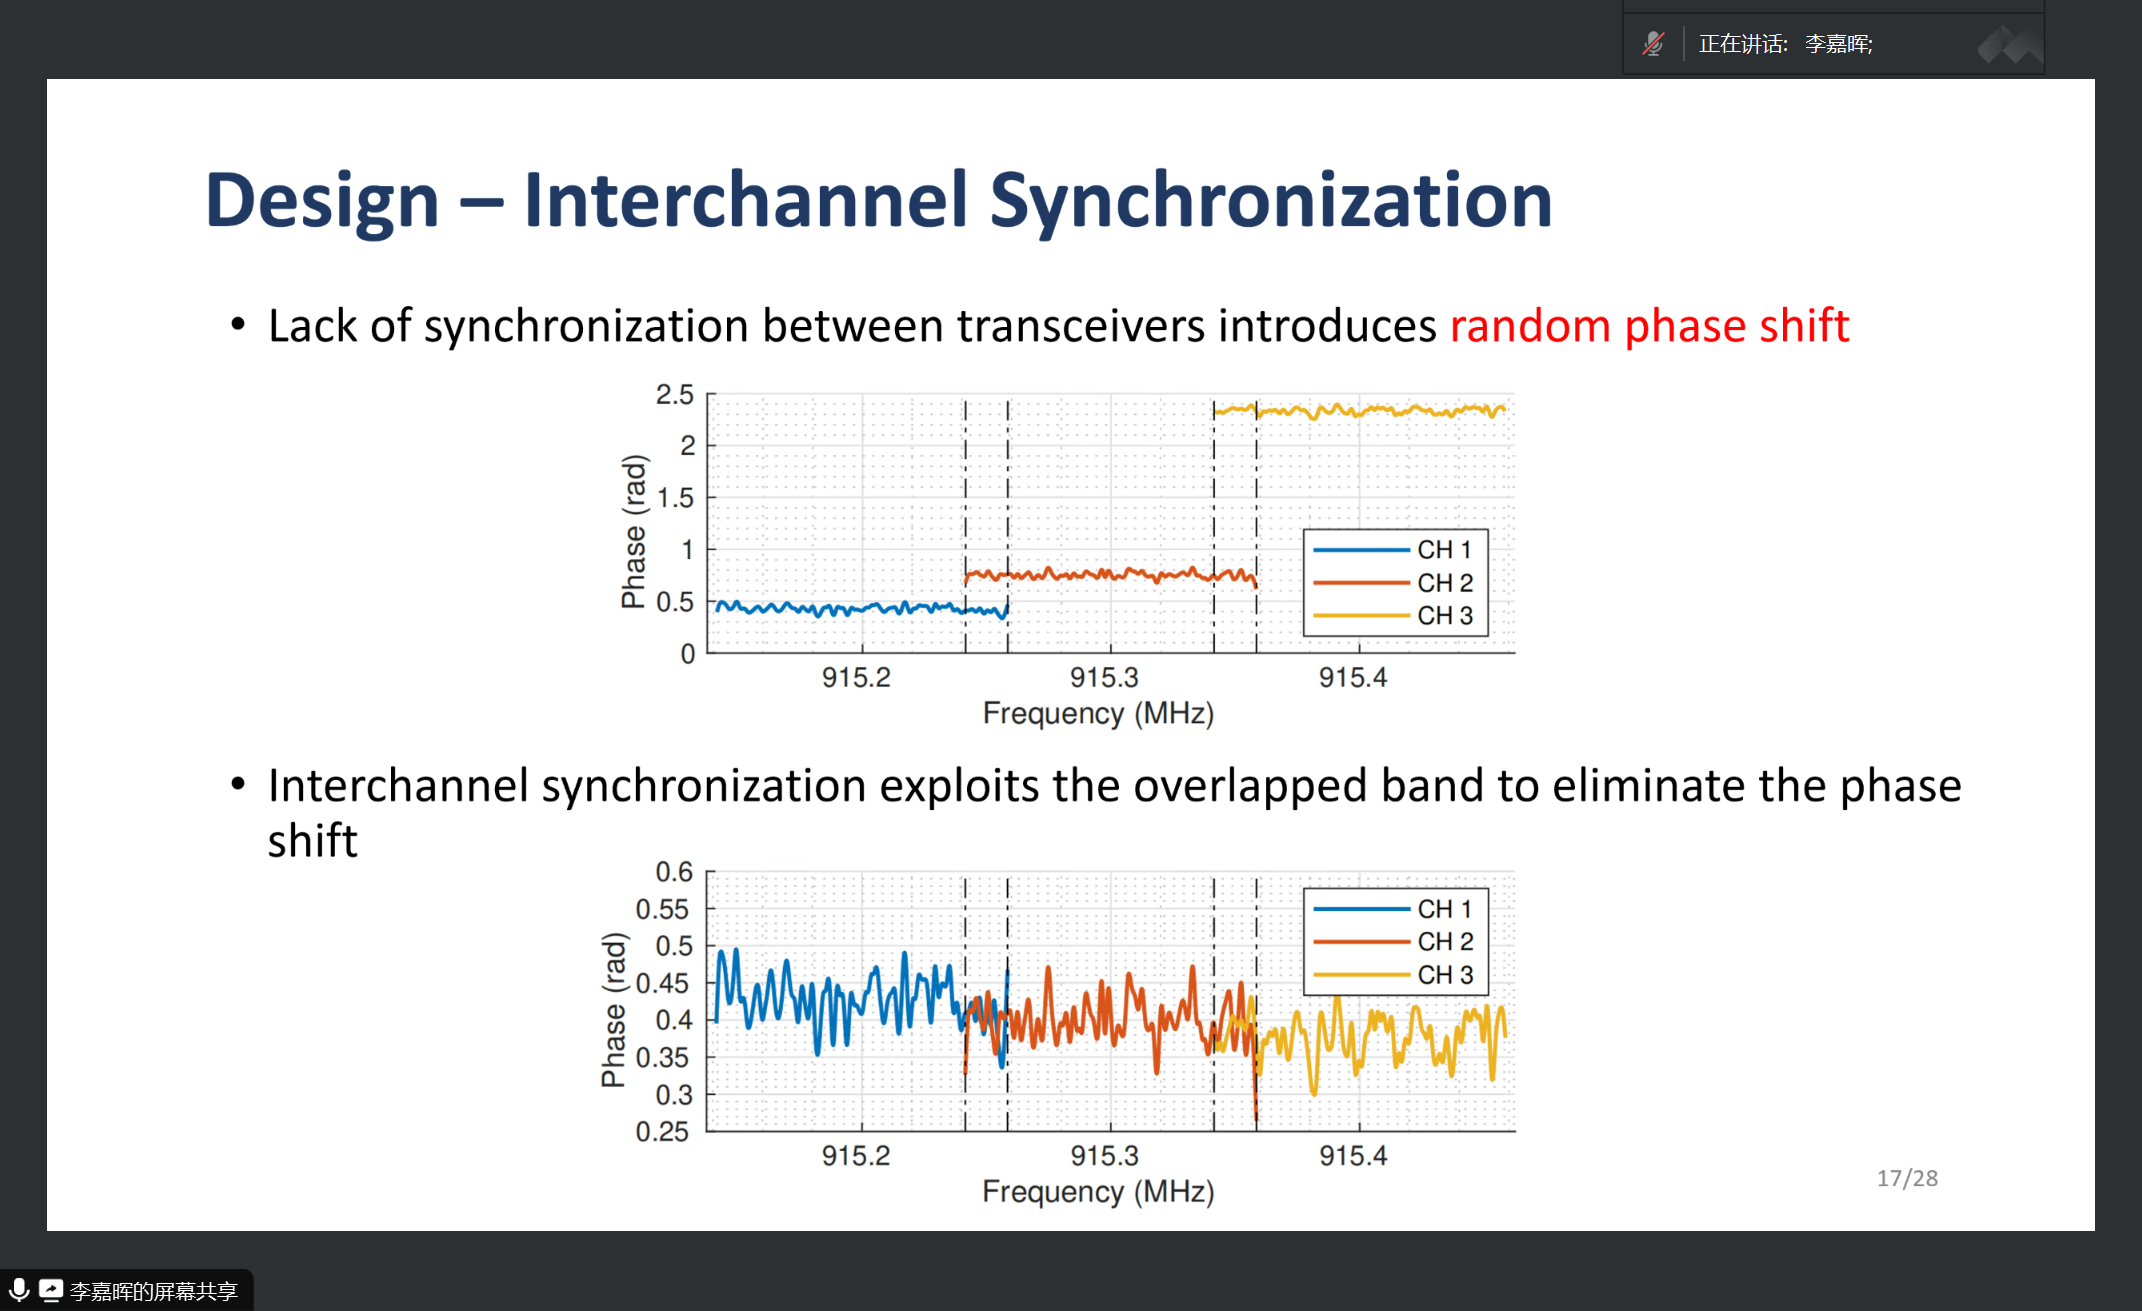 正在讲话: 李嘉晖;
Design – Interchannel Synchronization
• Lack of synchronization between transceivers introduces random phase shift
2.5
2
1.5
1
0.5
0
Phase (rad)
CH 1
CH 2
CH 3
915.2 915.3 915.4
Frequency (MHz)
• Interchannel synchronization exploits the overlapped band to eliminate the phase
shift
0.6
0.55
0.5
0.45
0.4
0.35
0.3
0.25
Phase (rad)
CH 1
CH 2
CH 3
915.2 915.3 915.4
Frequency (MHz)
17/28
李嘉晖的屏幕共享